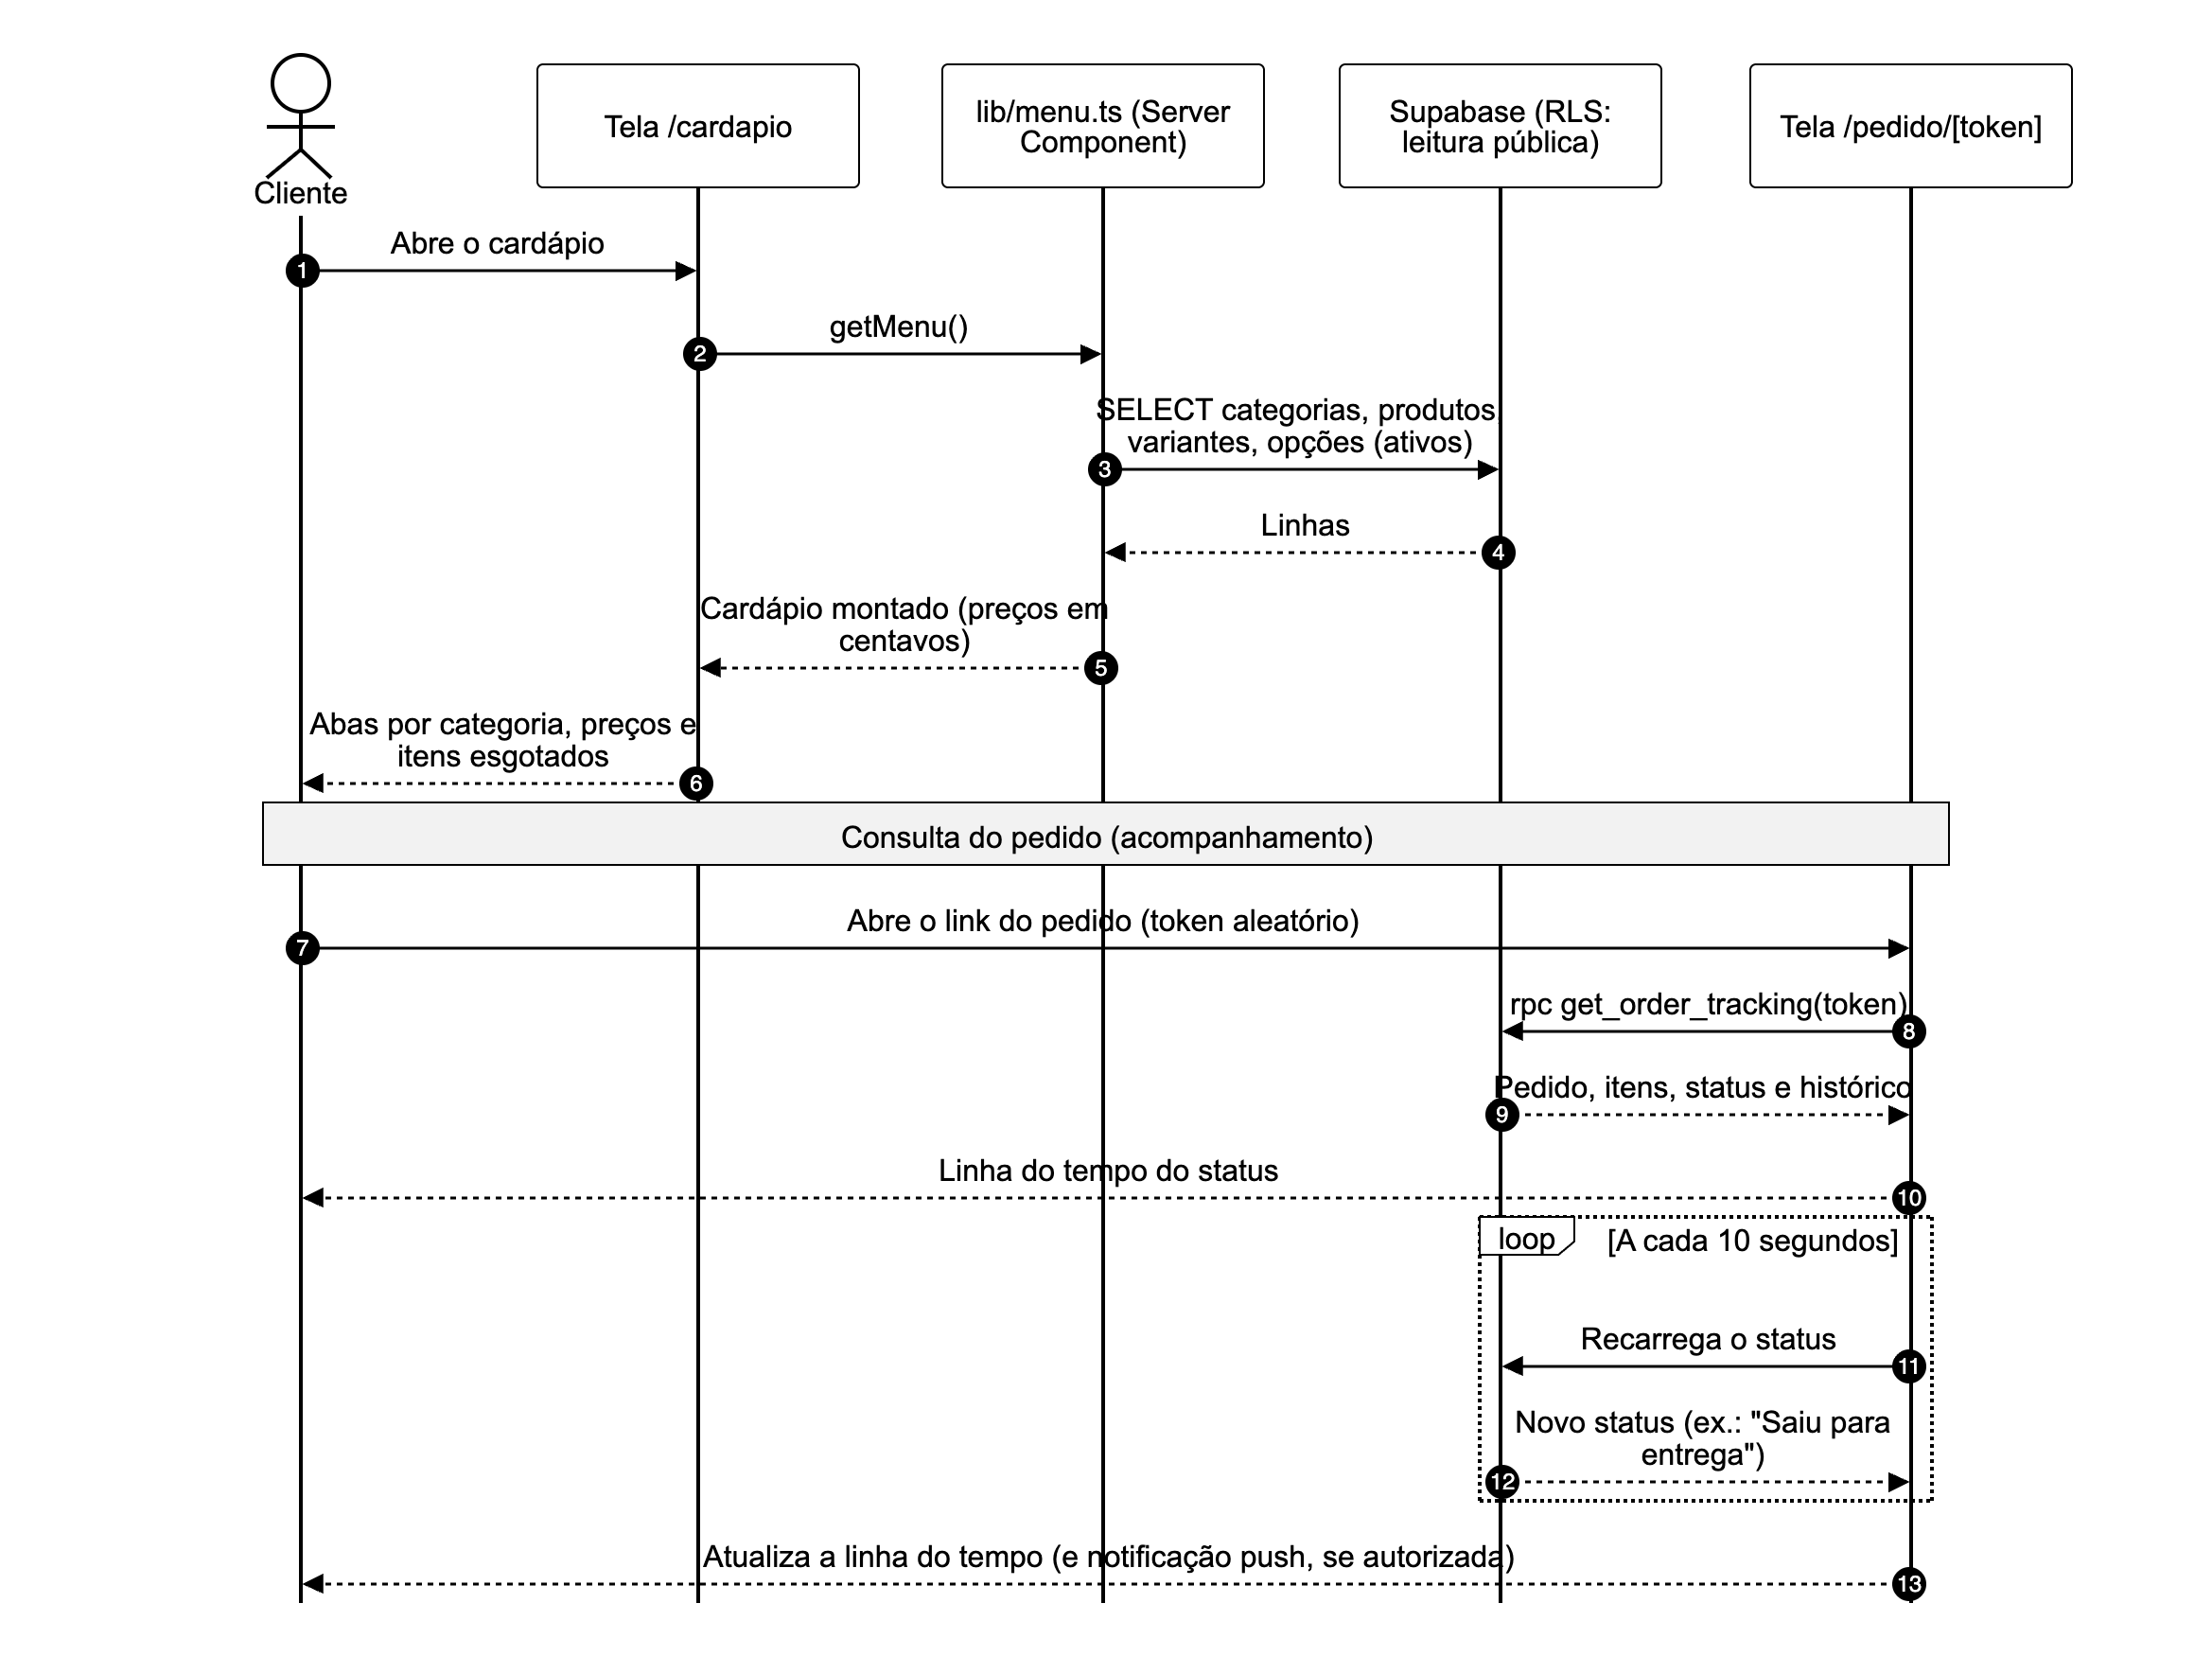 Cliente
Tela /cardapio
lib/menu.ts (Server
Component)
Supabase (RLS:
leitura pública)
Tela /pedido/[token]
Abre o cardápio
1
getMenu()
2
SELECT categorias, produtos,
variantes, opções (ativos)
3
Linhas
4
Cardápio montado (preços em
centavos)
5
Abas por categoria, preços e
itens esgotados
6
Consulta do pedido (acompanhamento)
Abre o link do pedido (token aleatório)
7
rpc get_order_tracking(token)
8
Pedido, itens, status e histórico
9
Linha do tempo do status
10
loop
[A cada 10 segundos]
Recarrega o status
11
Novo status (ex.: "Saiu para
entrega")
12
Atualiza a linha do tempo (e notificação push, se autorizada)
13